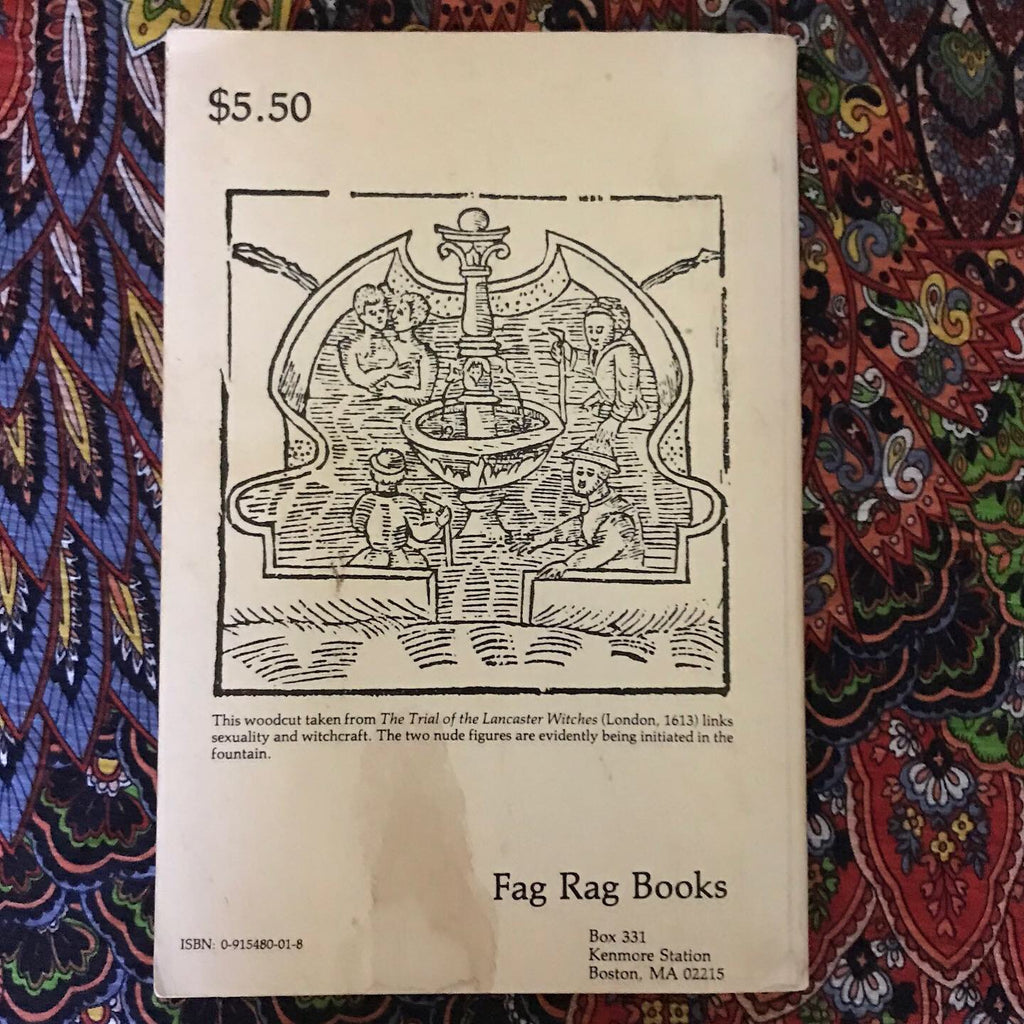 $5.50
This woodcut taken from The Trial of the Lancaster Witches (London, 1613) links
sexuality and witchcraft. The two nude figures are evidently being initiated in the
fountain.
Fag Rag Books
ISBN: 0-915480-01-8
Box 331
Kenmore Station
Boston, MA 02215